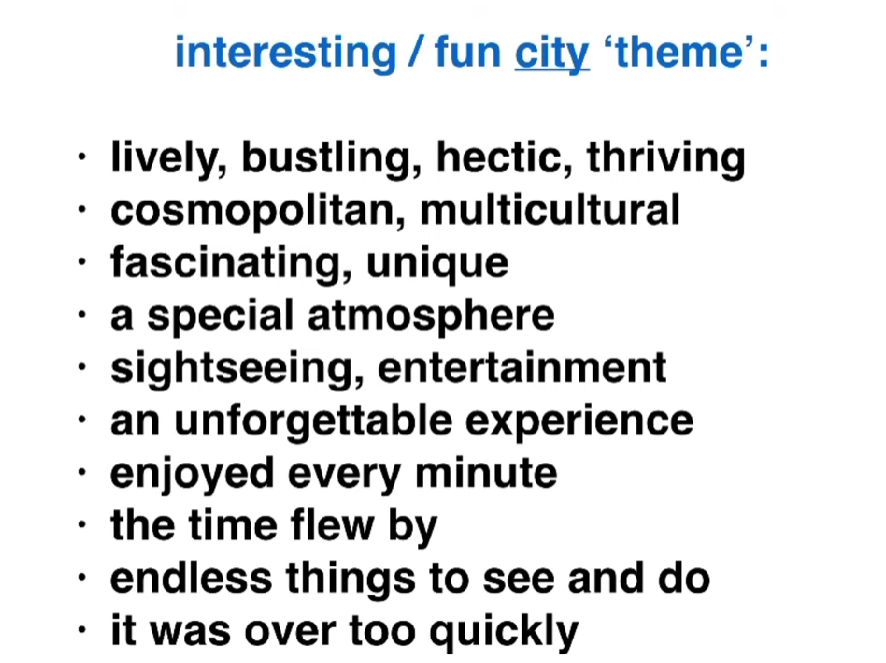 interesting / fun city ‘theme’:
· lively, bustling, hectic, thriving
· cosmopolitan, multicultural
· fascinating, unique
· a special atmosphere
· sightseeing, entertainment
· an unforgettable experience
· enjoyed every minute
· the time flew by
· endless things to see and do
· it was over too quickly